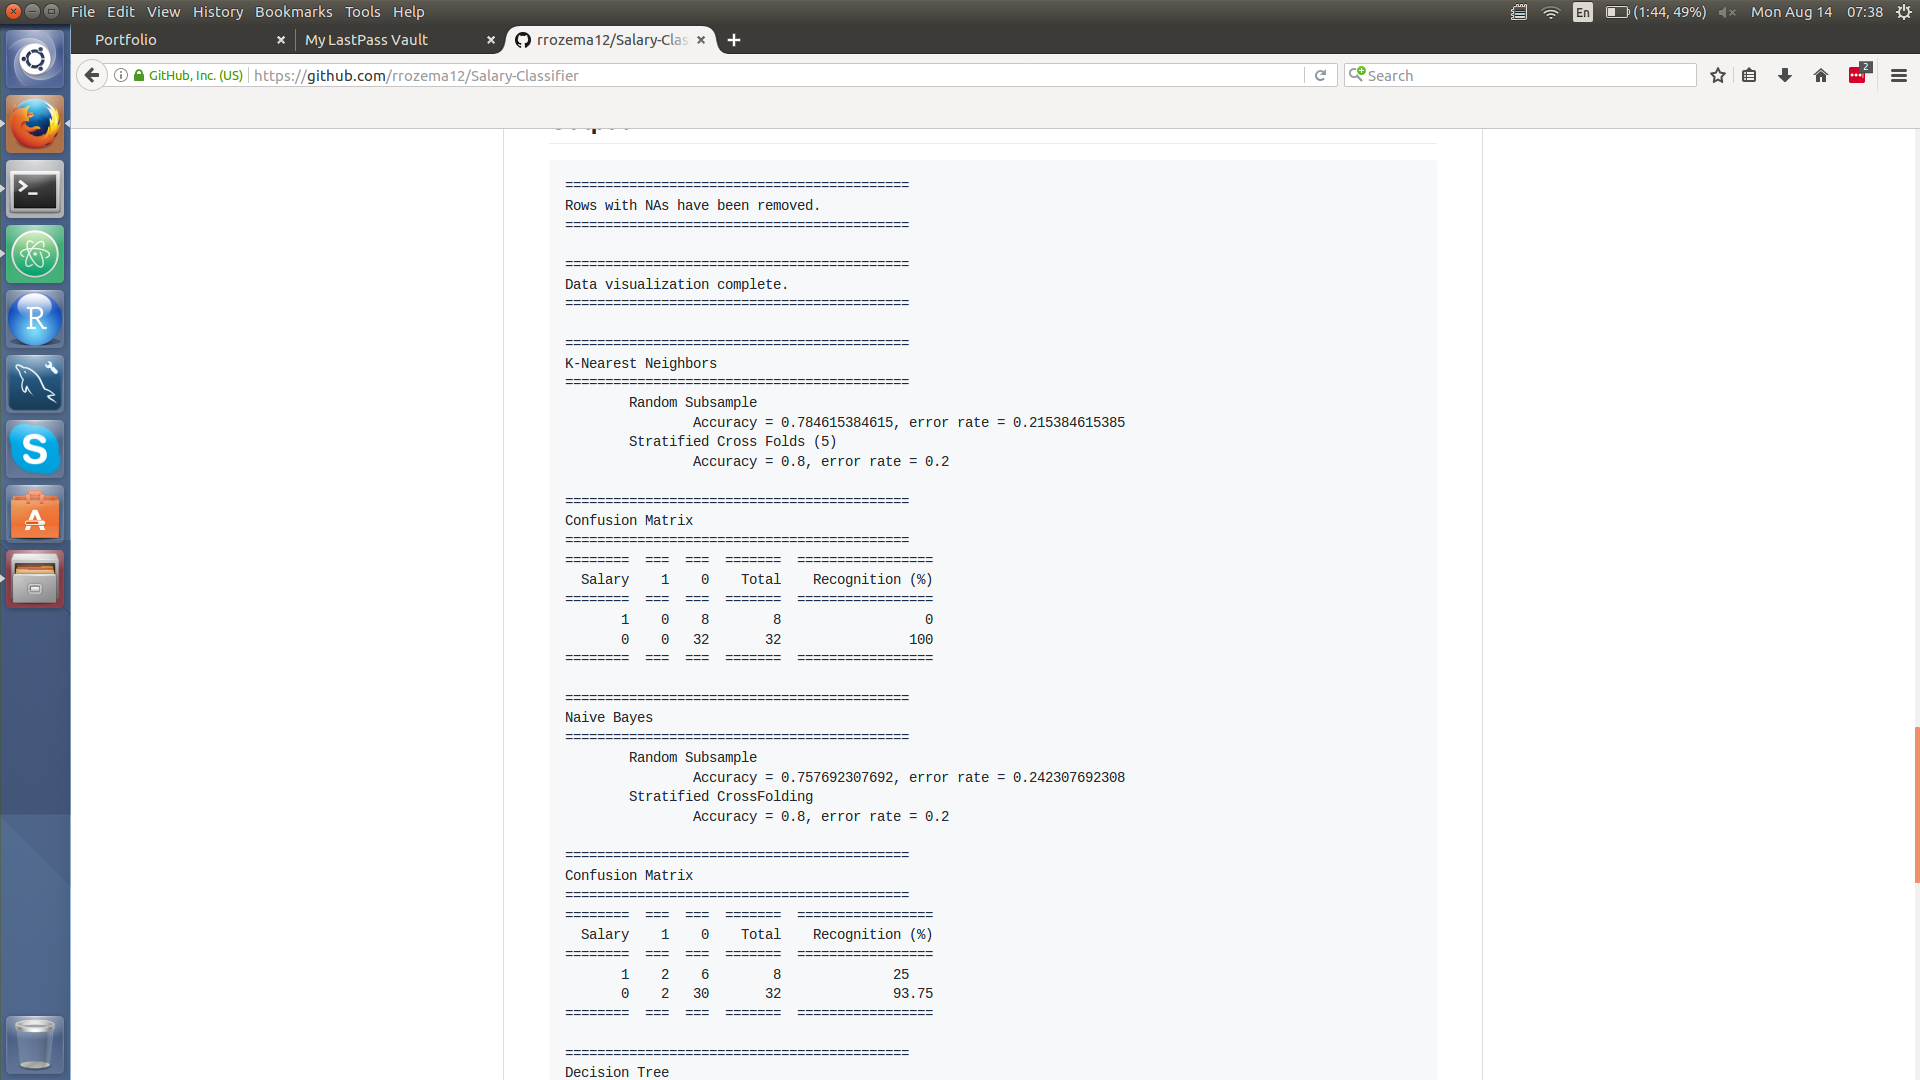 File Edit View History Bookmarks Tools Help
En (1:44, 49%) Mon Aug 14 07:38
Portfolio My LastPass Vault rrozema12/Salary-Clas
GitHub, Inc. (US) https://github.com/rrozema12/Salary-Classifier Search 2
===========================================
Rows with NAs have been removed.
===========================================
===========================================
Data visualization complete.
===========================================
===========================================
K-Nearest Neighbors
===========================================
Random Subsample
Accuracy = 0.784615384615, error rate = 0.215384615385
Stratified Cross Folds (5)
Accuracy = 0.8, error rate = 0.2
===========================================
Confusion Matrix
===========================================
======== === === ======= =================
Salary 1 0 Total Recognition (%)
======== === === ======= =================
1 0 8 8 0
0 0 32 32 100
======== === === ======= =================
===========================================
Naive Bayes
===========================================
Random Subsample
Accuracy = 0.757692307692, error rate = 0.242307692308
Stratified CrossFolding
Accuracy = 0.8, error rate = 0.2
===========================================
Confusion Matrix
===========================================
======== === === ======= =================
Salary 1 0 Total Recognition (%)
======== === === ======= =================
1 2 6 8 25
0 2 30 32 93.75
======== === === ======= =================
===========================================
Decision Tree